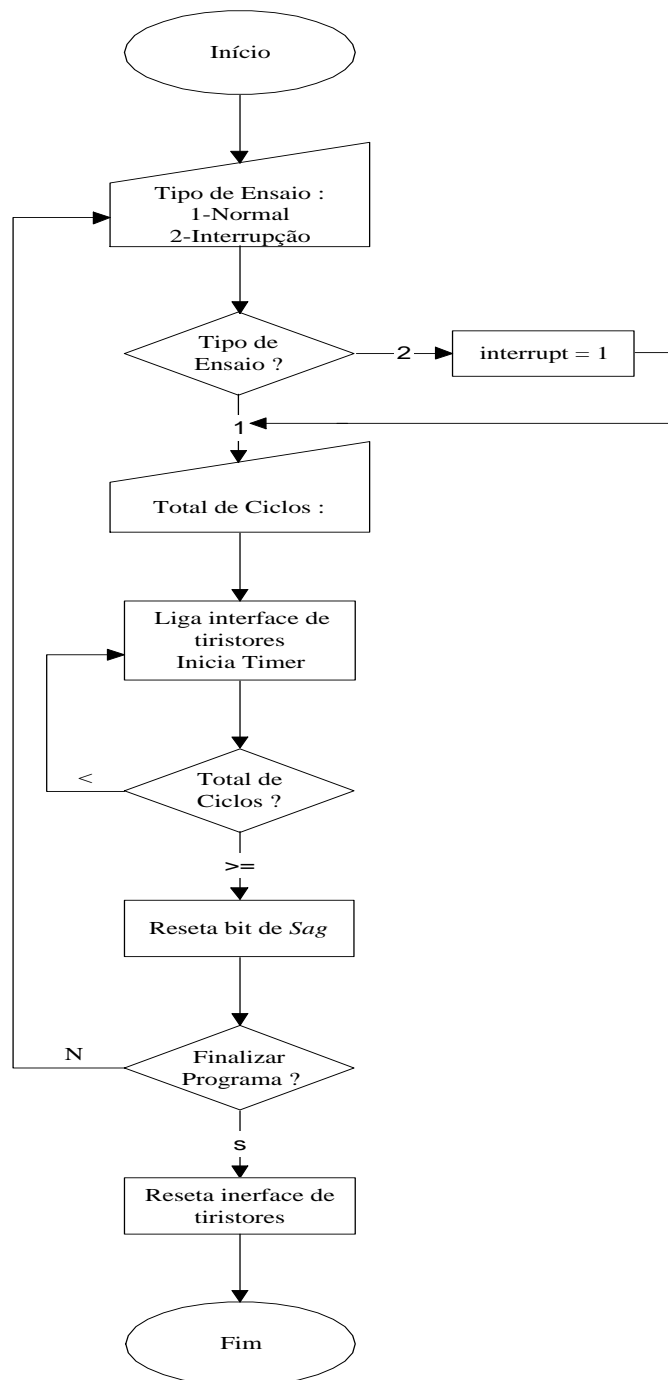 Início
Tipo de Ensaio :
1-Normal
2-Interrupção
Tipo de
Ensaio ?
2
interrupt = 1
1
Total de Ciclos :
Liga interface de
tiristores
Inicia Timer
Total de
Ciclos ?
<
>=
Reseta bit de Sag
Finalizar
Programa ?
N
s
Reseta inerface de
tiristores
Fim